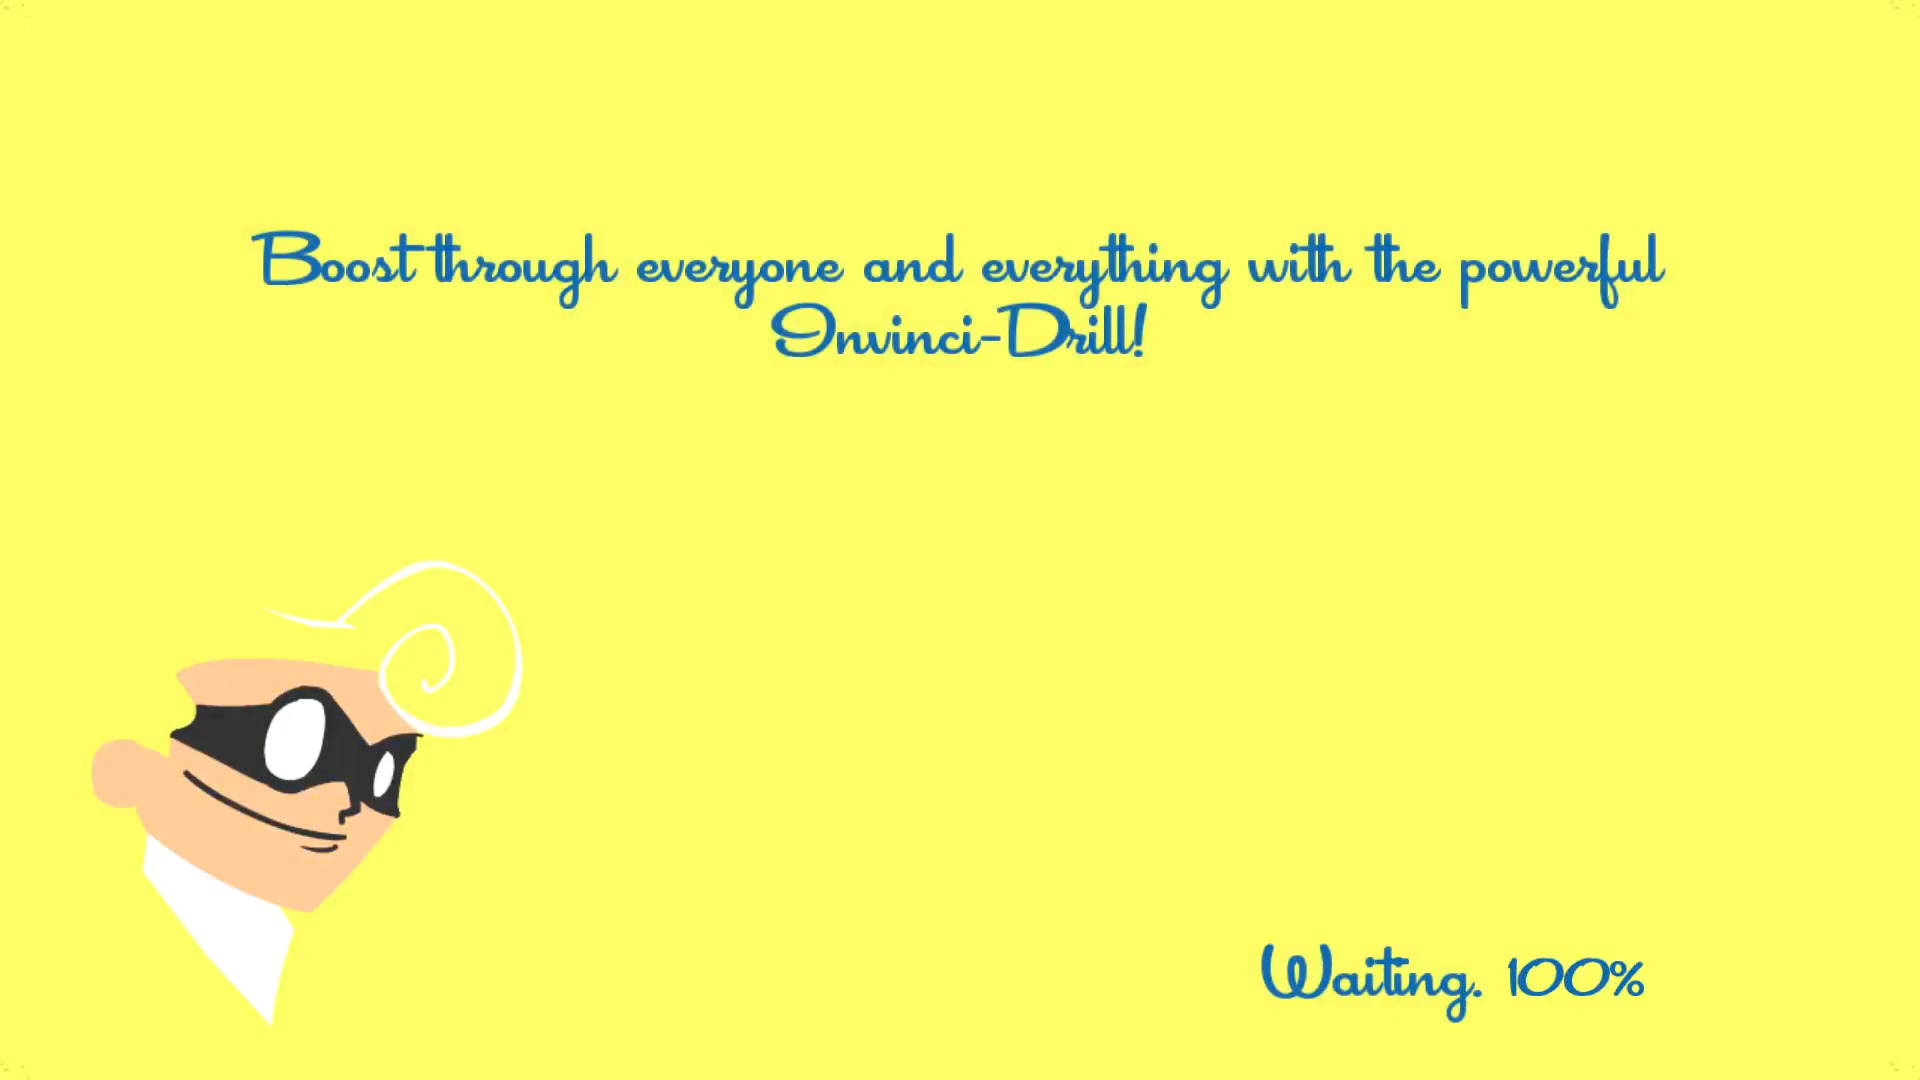 Boost through everyone and everything with the powerful
Invinci-Drill!
Waiting. 100%